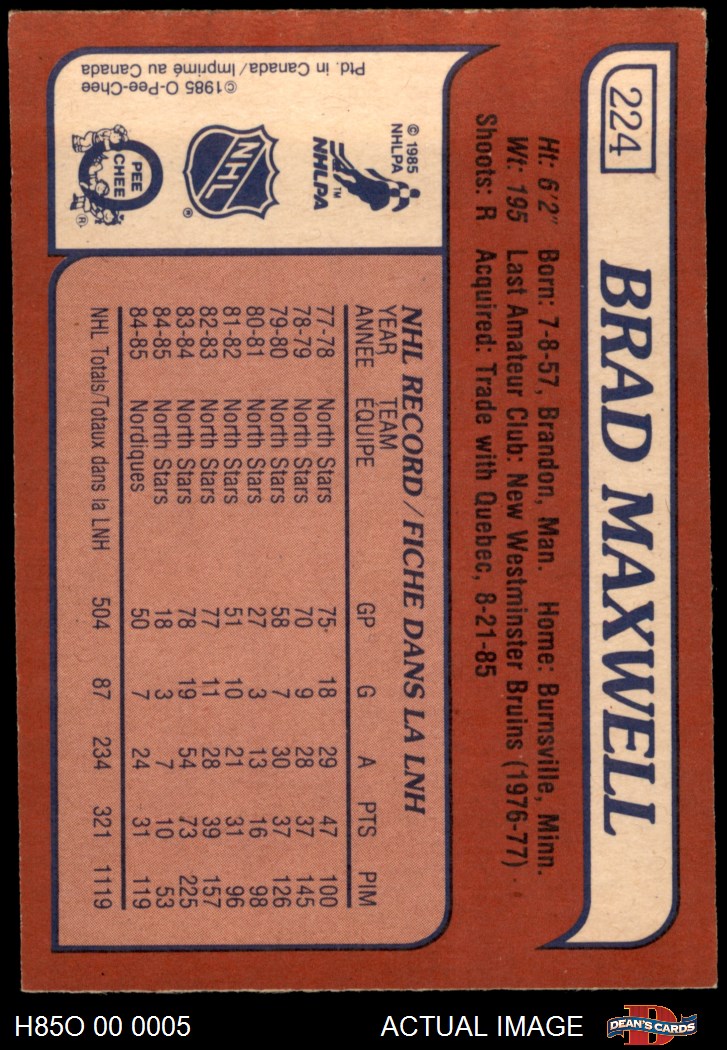 224
BRAD MAXWELL
Ht: 6'2" Born: 7-8-57, Brandon, Man. Home: Burnsville, Minn.
Wt: 195 Last Amateur Club: New Westminster Bruins (1976-77)
Shoots: R Acquired: Trade with Quebec, 8-21-85
© 1985
NHLPA
NHLPA™
NHL
®
O
PEE
CHEE
®
©1985 O-Pee-Chee
Ptd. in Canada/Imprimé au Canada
NHL RECORD/FICHE DANS LA LNH
YEAR TEAM
ANNÉE ÉQUIPE GP G A PTS PIM
77-78 North Stars 75 18 29 47 100
78-79 North Stars 70 9 28 37 145
79-80 North Stars 58 7 30 37 126
80-81 North Stars 27 3 13 16 98
81-82 North Stars 51 10 21 31 96
82-83 North Stars 77 11 28 39 157
83-84 North Stars 78 19 54 73 225
84-85 North Stars 18 3 7 10 53
84-85 Nordiques 50 7 24 31 119
NHL Totals/Totaux dans la LNH 504 87 234 321 1119
H85O 00 0005
ACTUAL IMAGE
D
DEAN'S CARDS